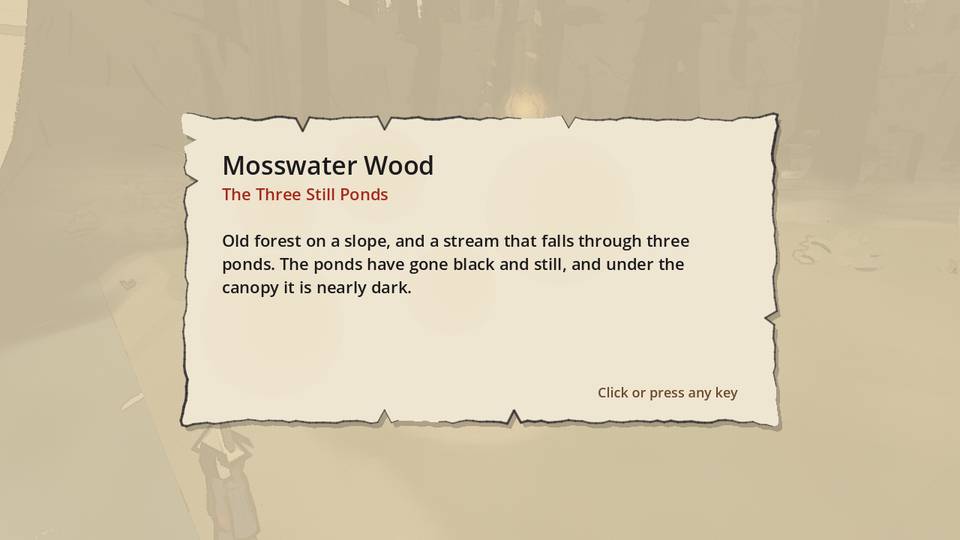 Mosswater Wood
The Three Still Ponds
Old forest on a slope, and a stream that falls through three
ponds. The ponds have gone black and still, and under the
canopy it is nearly dark.
Click or press any key